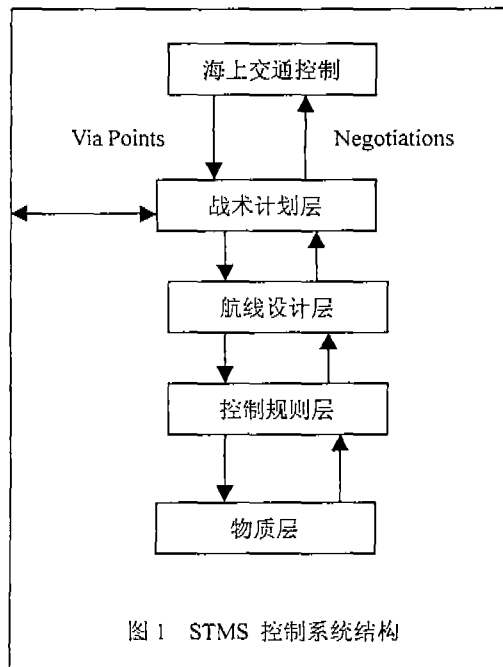 海上交通控制
Via Points Negotiations
战术计划层
航线设计层
控制规则层
物质层
图 1 STMS 控制系统结构